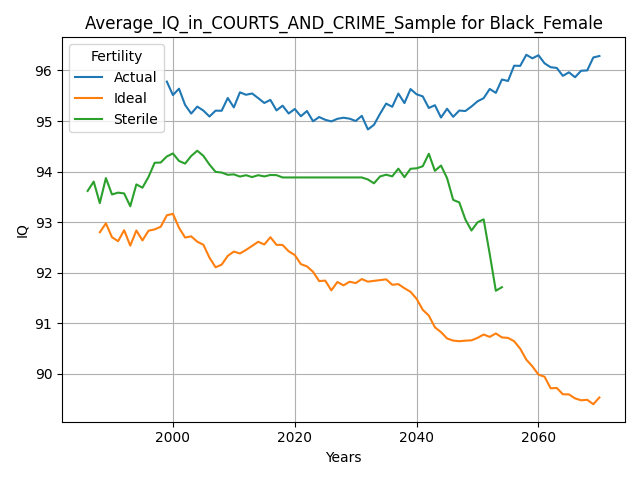 Average_IQ_in_COURTS_AND_CRIME_Sample for Black_Female
Fertility
Actual
Ideal
Sterile
IQ
96
95
94
93
92
91
90
2000
2020
2040
2060
Years